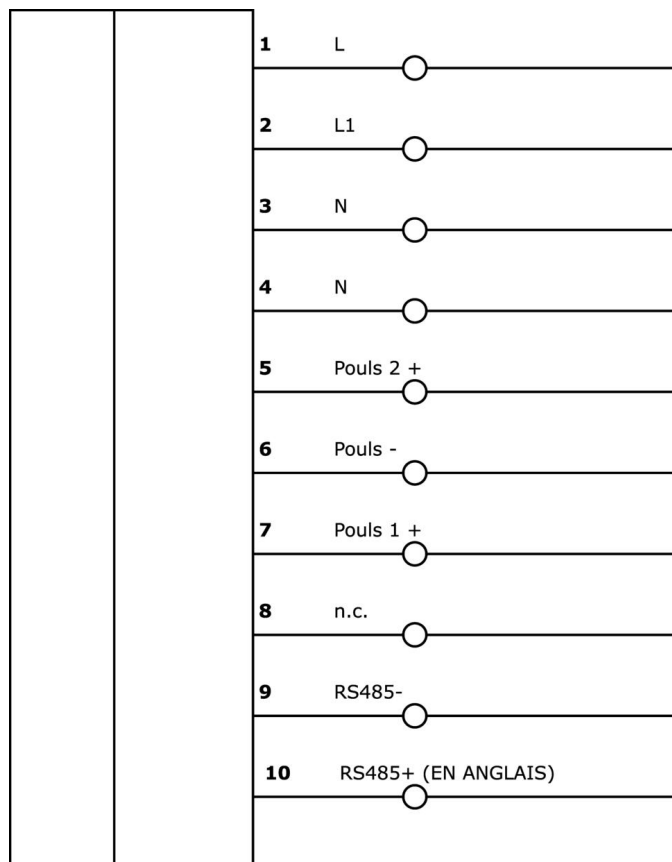 1 L
2 L1
3 N
4 N
5 Pouls 2 +
6 Pouls -
7 Pouls 1 +
8 n.c.
9 RS485-
10 RS485+ (EN ANGLAIS)